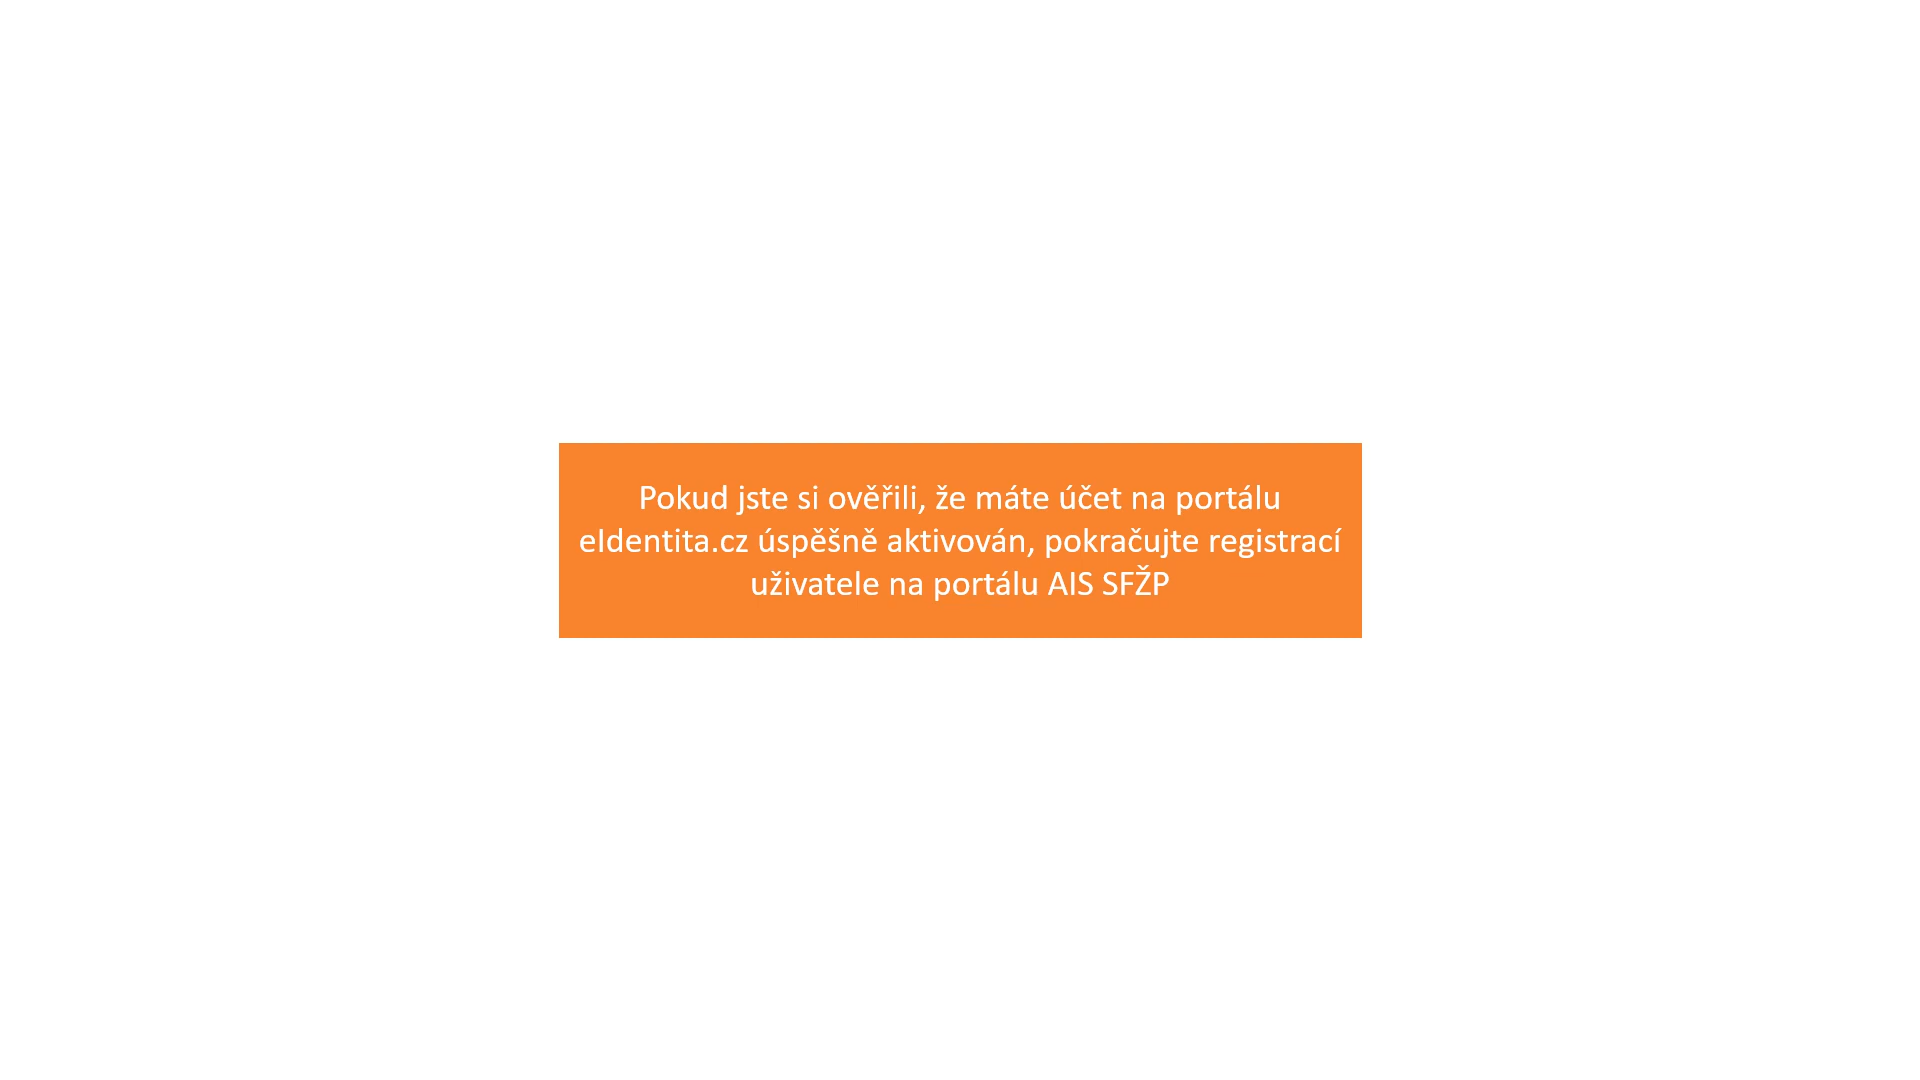 Pokud jste si ověřili, že máte účet na portálu
eIdentita.cz úspěšně aktivován, pokračujte registrací
uživatele na portálu AIS SFŽP